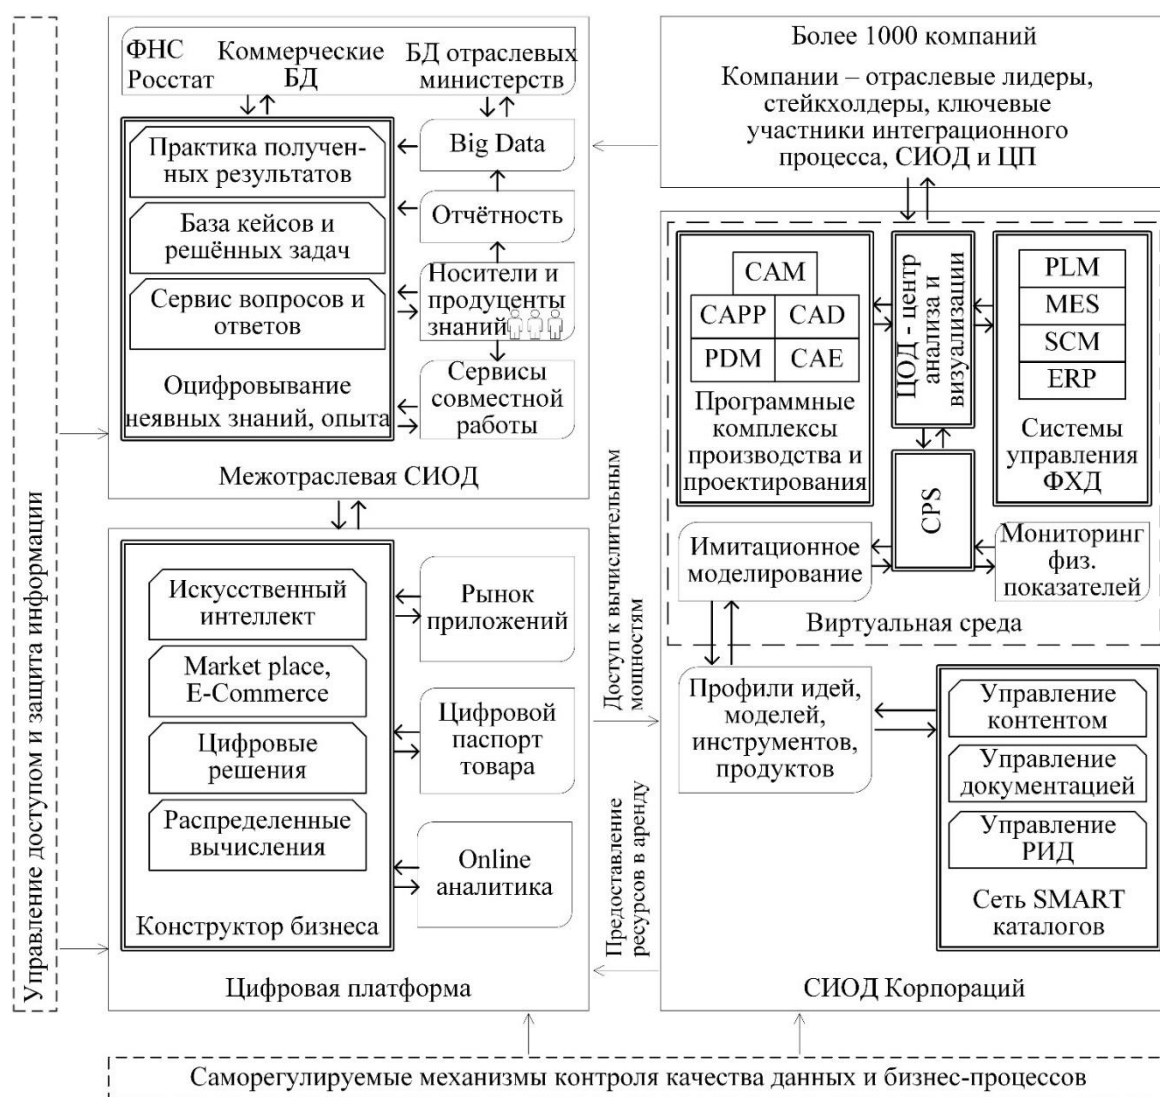 Управление доступом и защита информации
ФНС
Росстат
Коммерческие
БД
БД отраслевых
министерств
Практика получен-
ных результатов
База кейсов и
решённых задач
Сервис вопросов и
ответов
Оцифровывание
неявных знаний, опыта
Big Data
Отчётность
Носители и
продуценты
знаний
Сервисы
совместной
работы
Межотраслевая СИОД
Искусственный
интеллект
Market place,
E-Commerce
Цифровые
решения
Распределенные
вычисления
Конструктор бизнеса
Рынок
приложений
Цифровой
паспорт
товара
Online
аналитика
Цифровая платформа
Доступ к вычислительным
мощностям
Предоставление
ресурсов в аренду
Более 1000 компаний
Компании – отраслевые лидеры,
стейкхолдеры, ключевые
участники интеграционного
процесса, СИОД и ЦП
CAM
CAPP
CAD
PDM
CAE
Программные
комплексы
производства и
проектирования
ЦОД - центр
анализа и
визуализации
PLM
MES
SCM
ERP
Системы
управления
ФХД
CPS
Имитационное
моделирование
Мониторинг
физ.
показателей
Виртуальная среда
Профили идей,
моделей,
инструментов,
продуктов
Управление
контентом
Управление
документацией
Управление
РИД
Сеть SMART
каталогов
СИОД Корпораций
Саморегулируемые механизмы контроля качества данных и бизнес-процессов